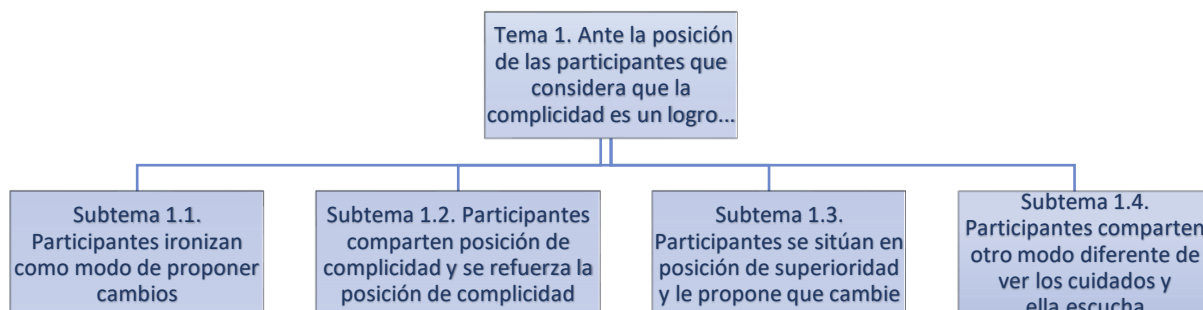 Tema 1. Ante la posición
de las participantes que
considera que la
complicidad es un logro...
Subtema 1.1.
Participantes ironizan
como modo de proponer
cambios
Subtema 1.2. Participantes
comparten posición de
complicidad y se refuerza la
posición de complicidad
Subtema 1.3.
Participantes se sitúan en
posición de superioridad
y le propone que cambie
Subtema 1.4.
Participantes comparten
otro modo diferente de
ver los cuidados y
ella escucha